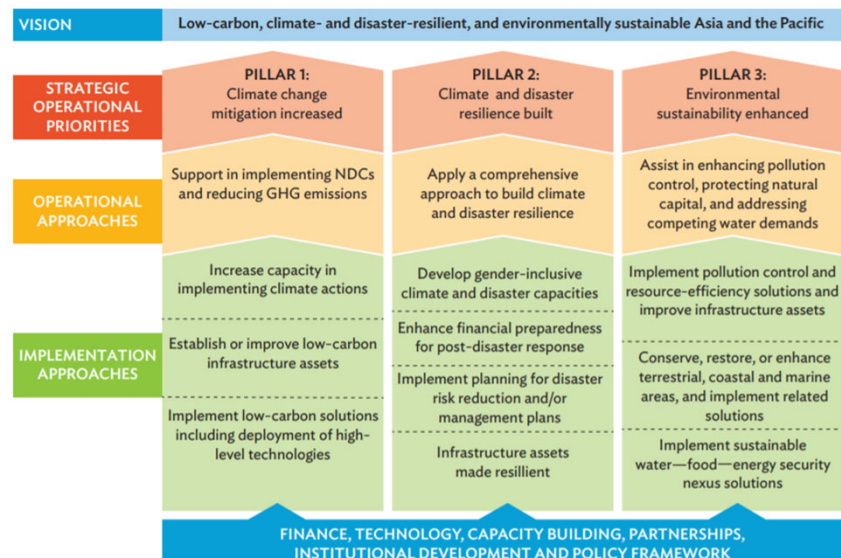 VISION
Low-carbon, climate- and disaster-resilient, and environmentally sustainable Asia and the Pacific
STRATEGIC
OPERATIONAL
PRIORITIES
PILLAR 1:
Climate change
mitigation increased
PILLAR 2:
Climate and disaster
resilience built
PILLAR 3:
Environmental
sustainability enhanced
OPERATIONAL
APPROACHES
Support in implementing NDCs
and reducing GHG emissions
Apply a comprehensive
approach to build climate
and disaster resilience
Assist in enhancing pollution
control, protecting natural
capital, and addressing
competing water demands
IMPLEMENTATION
APPROACHES
Increase capacity in
implementing climate actions
Establish or improve low-carbon
infrastructure assets
Implement low-carbon solutions
including deployment of high-
level technologies
Develop gender-inclusive
climate and disaster capacities
Enhance financial preparedness
for post-disaster response
Implement planning for disaster
risk reduction and/or
management plans
Infrastructure assets
made resillient
Implement pollution control and
resource-efficiency solutions and
improve infrastructure assets
Conserve, restore, or enhance
terrestrial, coastal and marine
areas, and implement related
solutions
Implement sustainable
water—food—energy security
nexus solutions
FINANCE, TECHNOLOGY, CAPACITY BUILDING, PARTNERSHIPS,
INSTITUTIONAL DEVELOPMENT AND POLICY FRAMEWORK